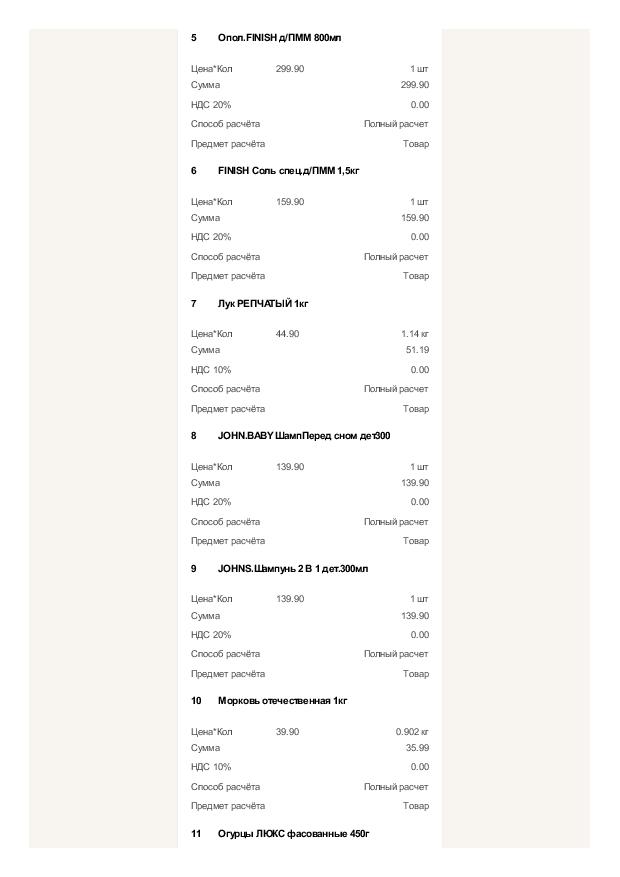 5 Опол.FINISH д/ПММ 800мл
Цена*Кол 299.90 1 шт
Сумма 299.90
НДС 20% 0.00
Способ расчёта Полный расчет
Предмет расчёта Товар
6 FINISH Соль спец.д/ПММ 1,5кг
Цена*Кол 159.90 1 шт
Сумма 159.90
НДС 20% 0.00
Способ расчёта Полный расчет
Предмет расчёта Товар
7 Лук РЕПЧАТЫЙ 1кг
Цена*Кол 44.90 1.14 кг
Сумма 51.19
НДС 10% 0.00
Способ расчёта Полный расчет
Предмет расчёта Товар
8 JOHN.BABY ШампПеред сном дет300
Цена*Кол 139.90 1 шт
Сумма 139.90
НДС 20% 0.00
Способ расчёта Полный расчет
Предмет расчёта Товар
9 JOHNS.Шампунь 2 В 1 дет.300мл
Цена*Кол 139.90 1 шт
Сумма 139.90
НДС 20% 0.00
Способ расчёта Полный расчет
Предмет расчёта Товар
10 Морковь отечественная 1кг
Цена*Кол 39.90 0.902 кг
Сумма 35.99
НДС 10% 0.00
Способ расчёта Полный расчет
Предмет расчёта Товар
11 Огурцы ЛЮКС фасованные 450г